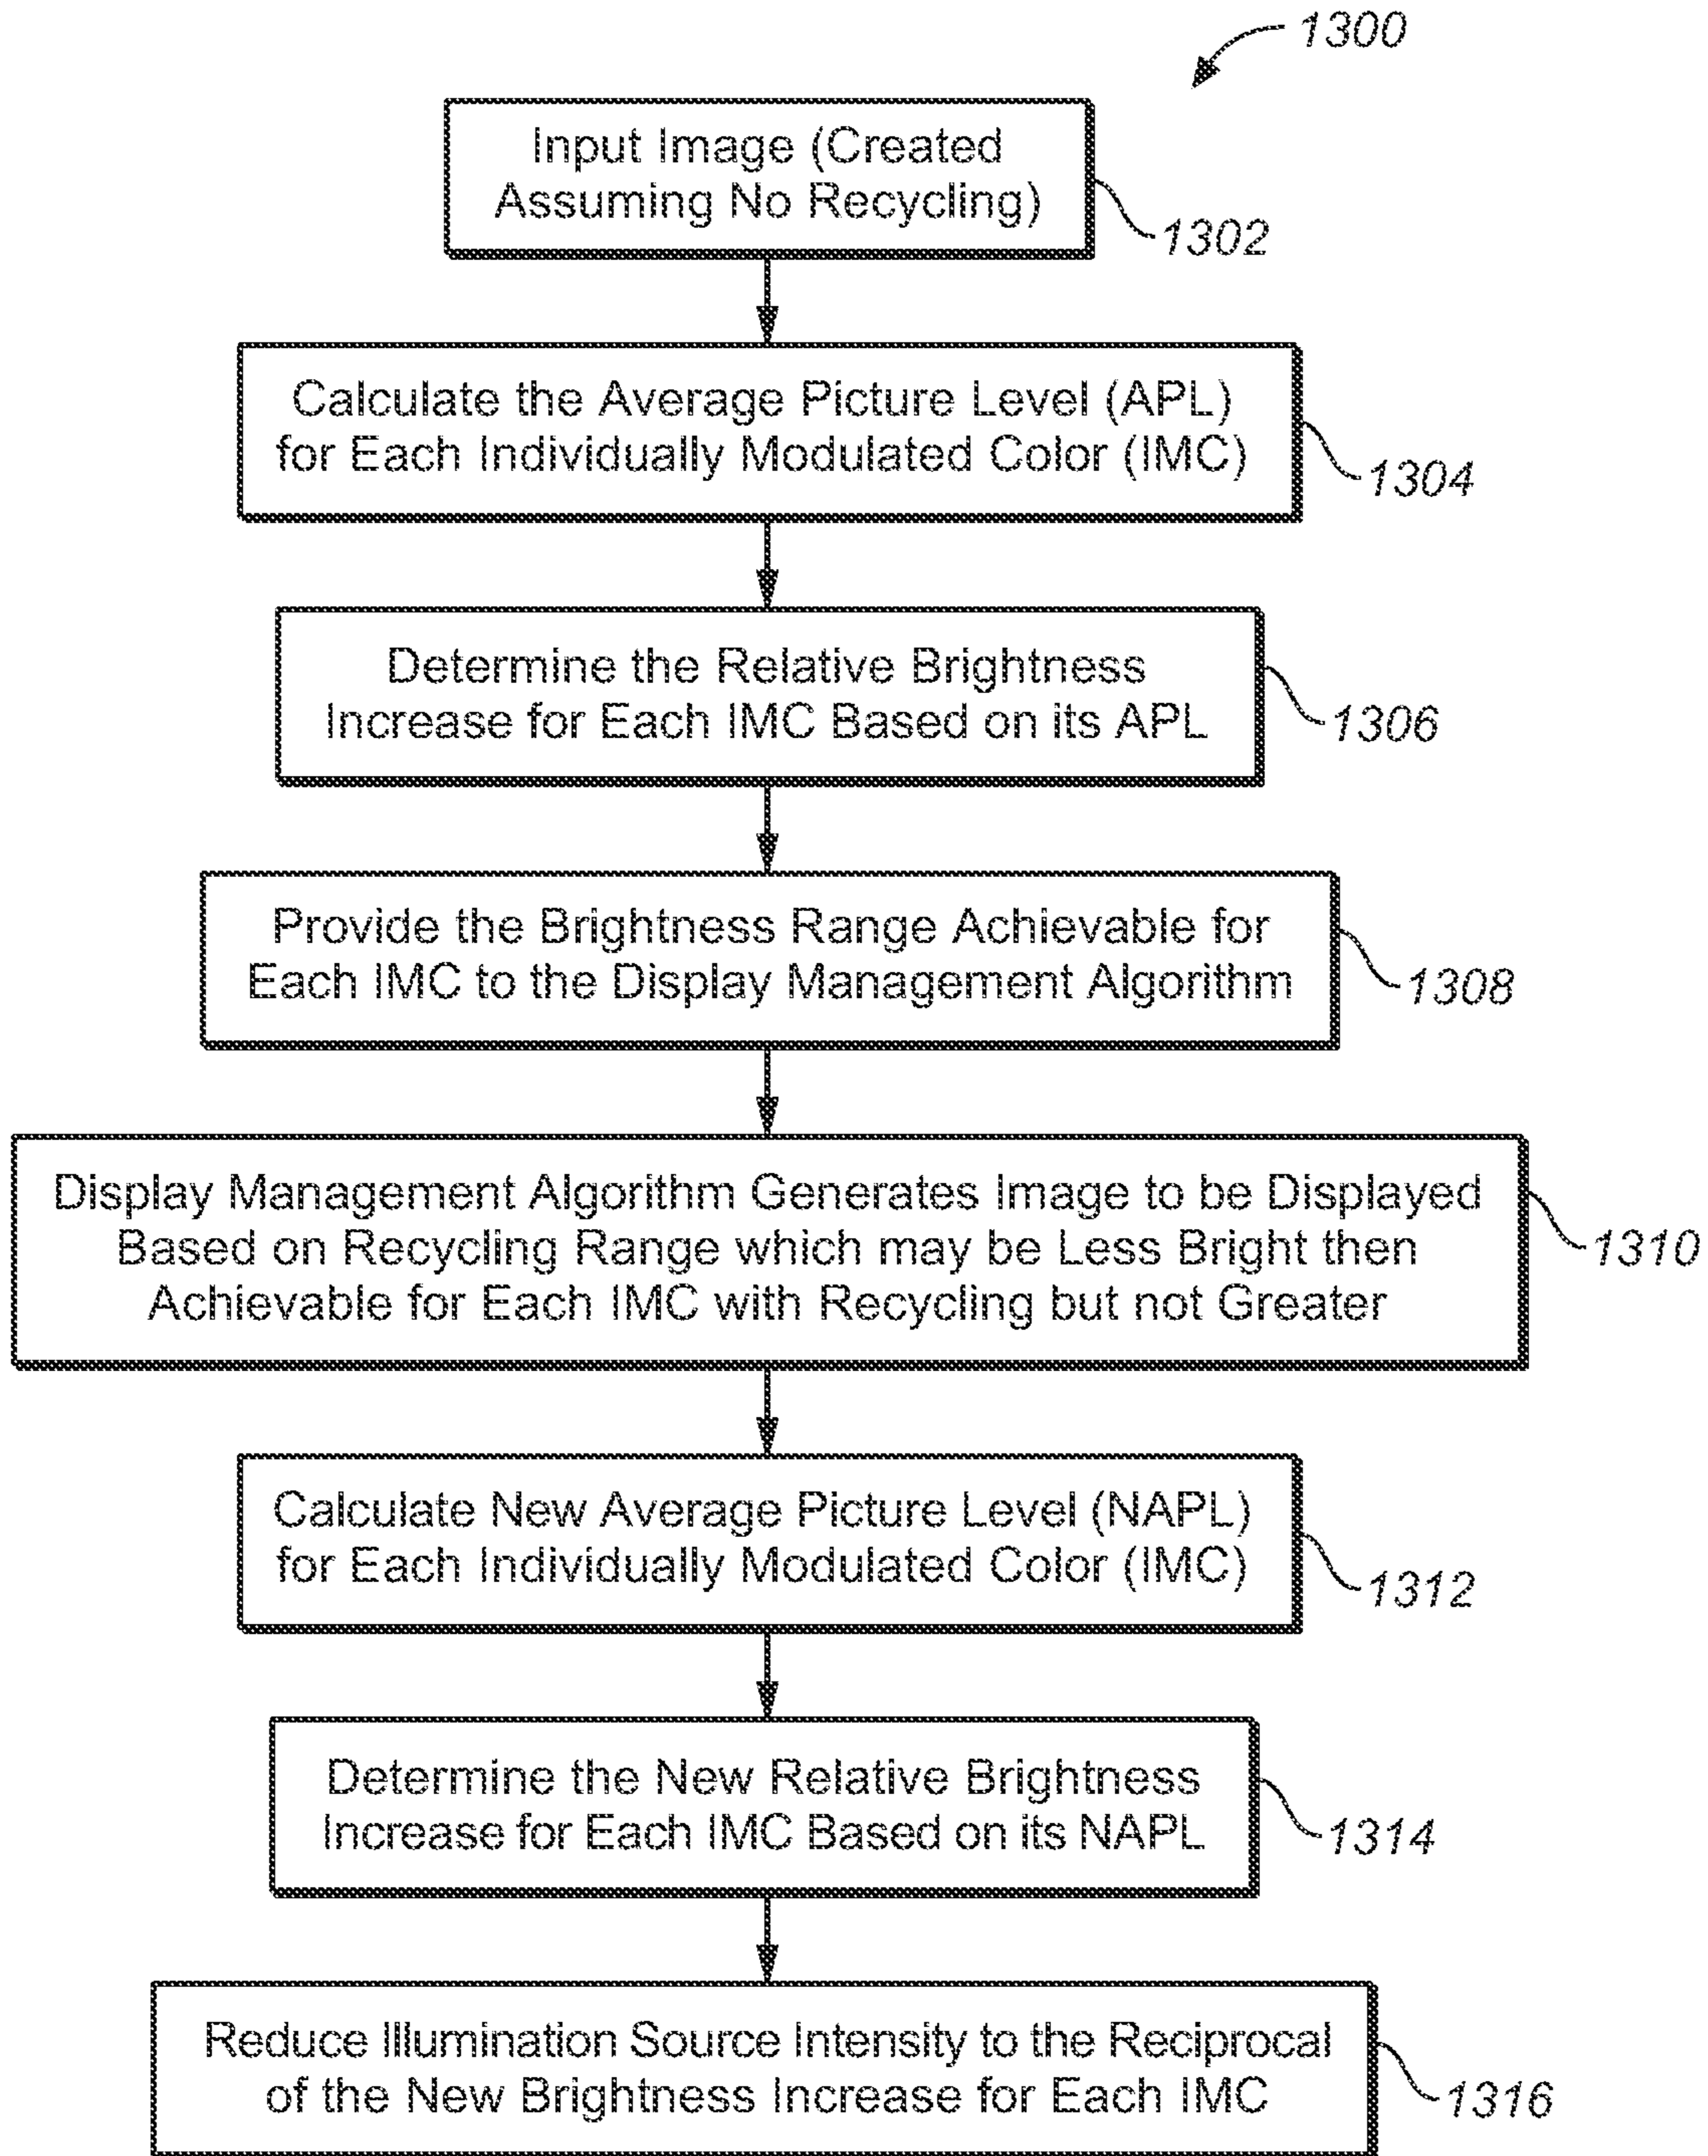 1300
Input Image (Created
Assuming No Recycling)
1302
Calculate the Average Picture Level (APL)
for Each Individually Modulated Color (IMC)
1304
Determine the Relative Brightness
Increase for Each IMC Based on its APL
1306
Provide the Brightness Range Achievable for
Each IMC to the Display Management Algorithm
1308
Display Management Algorithm Generates Image to be Displayed
Based on Recycling Range which may be Less Bright then
Achievable for Each IMC with Recycling but not Greater
1310
Calculate New Average Picture Level (NAPL)
for Each Individually Modulated Color (IMC)
1312
Determine the New Relative Brightness
Increase for Each IMC Based on its NAPL
1314
Reduce Illumination Source Intensity to the Reciprocal
of the New Brightness Increase for Each IMC
1316